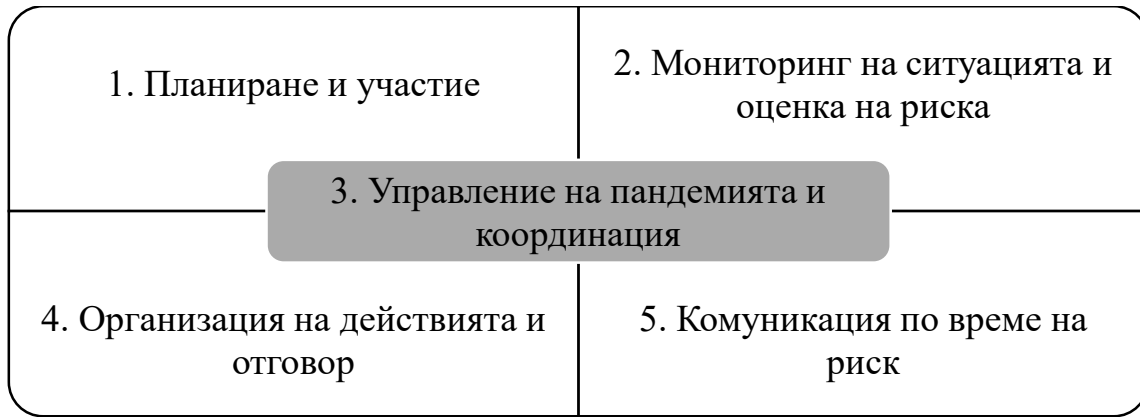 1. Планиране и участие
2. Мониторинг на ситуацията и
оценка на риска
3. Управление на пандемията и
координация
4. Организация на действията и
отговор
5. Комуникация по време на
риск